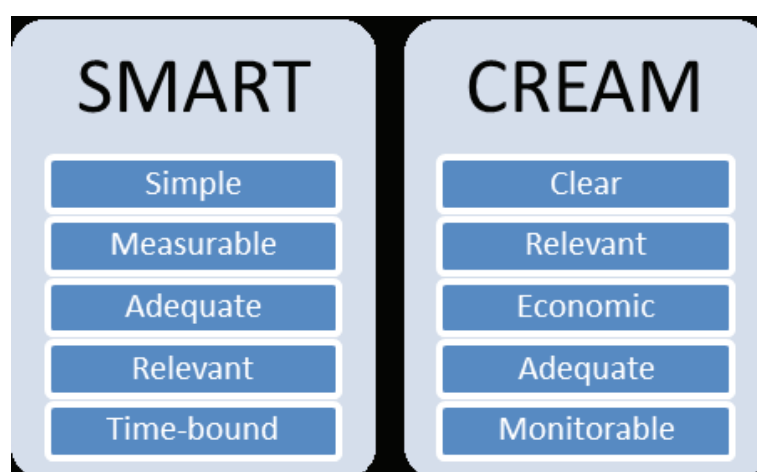 SMART
Simple
Measurable
Adequate
Relevant
Time-bound
CREAM
Clear
Relevant
Economic
Adequate
Monitorable